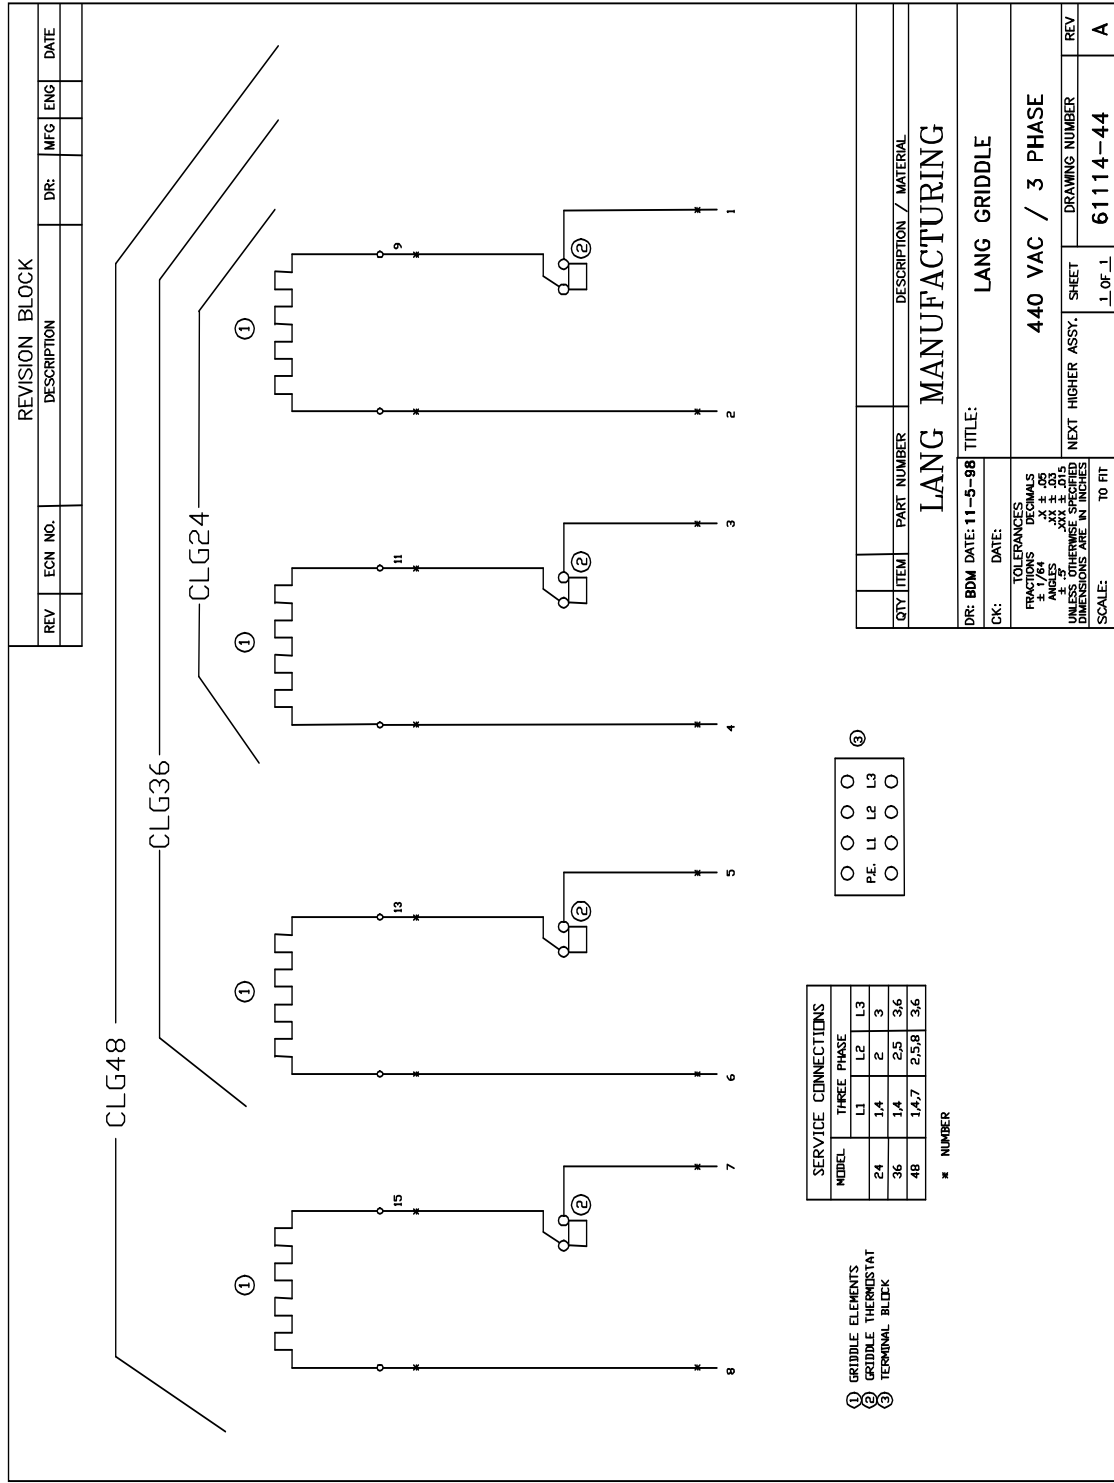 REVISION BLOCK
REV ECN NO. DESCRIPTION DR: MFG ENG DATE
CLG48
CLG36
CLG24
1 1 1 1
15 13 11 9
2 2 2 2
8 7 6 5 4 3 2 1
1 GRIDDLE ELEMENTS
2 GRIDDLE THERMOSTAT
3 TERMINAL BLOCK
SERVICE CONNECTIONS
MODEL THREE PHASE
L1 L2 L3
24 1,4 2 3
36 1,4 2,5 3,6
48 1,4,7 2,5,8 3,6
* NUMBER
P.E. L1 L2 L3
3
QTY ITEM PART NUMBER DESCRIPTION / MATERIAL
LANG MANUFACTURING
DR: BDM DATE: 11-5-98 TITLE:
LANG GRIDDLE
CK: DATE:
440 VAC / 3 PHASE
TOLERANCES
FRACTIONS DECIMALS
± 1/64 .X ± .05
ANGLES .XX ± .03
± .5° .XXX ± .015
UNLESS OTHERWISE SPECIFIED
DIMENSIONS ARE IN INCHES
NEXT HIGHER ASSY. SHEET DRAWING NUMBER REV
SCALE: TO FIT 1 OF 1 61114-44 A